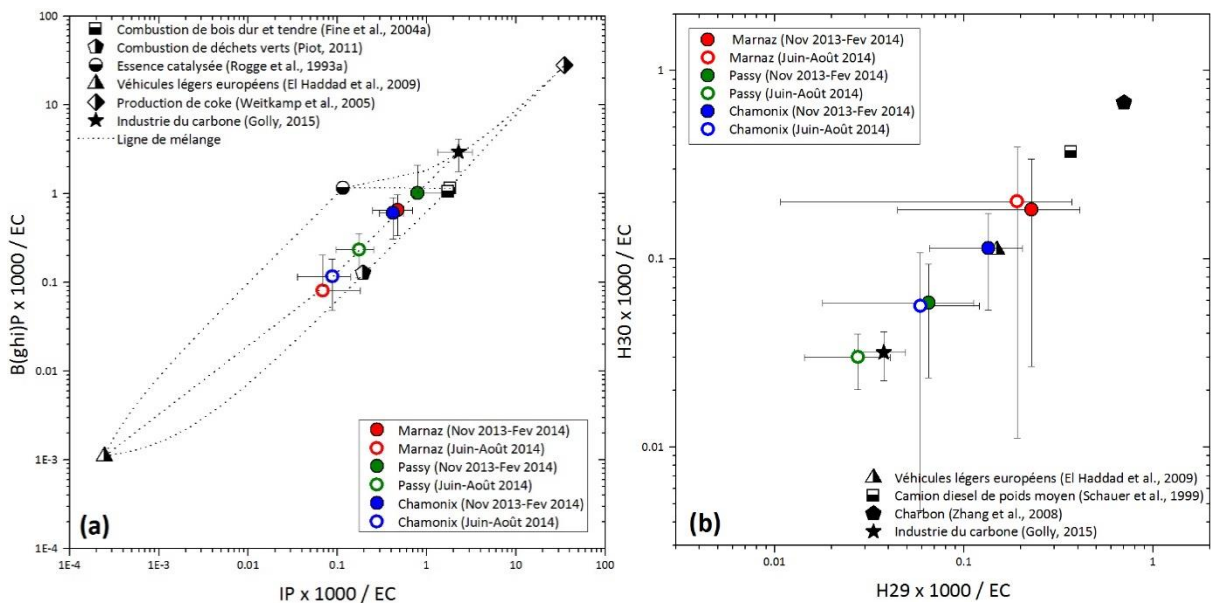 Combustion de bois dur et tendre (Fine et al., 2004a)
Combustion de déchets verts (Piot, 2011)
Essence catalysée (Rogge et al., 1993a)
Véhicules légers européens (El Haddad et al., 2009)
Production de coke (Weitkamp et al., 2005)
Industrie du carbone (Golly, 2015)
Ligne de mélange
100
10
1
0.1
0.01
1E-3
1E-4
B(ghi)P x 1000 / EC
Marnaz (Nov 2013-Fev 2014)
Marnaz (Juin-Août 2014)
Passy (Nov 2013-Fev 2014)
Passy (Juin-Août 2014)
Chamonix (Nov 2013-Fev 2014)
Chamonix (Juin-Août 2014)
(a)
1E-4 1E-3 0.01 0.1 1 10 100
IP x 1000 / EC
Marnaz (Nov 2013-Fev 2014)
Marnaz (Juin-Août 2014)
Passy (Nov 2013-Fev 2014)
Passy (Juin-Août 2014)
Chamonix (Nov 2013-Fev 2014)
Chamonix (Juin-Août 2014)
1
0.1
0.01
H30 x 1000 / EC
Véhicules légers européens (El Haddad et al., 2009)
Camion diesel de poids moyen (Schauer et al., 1999)
Charbon (Zhang et al., 2008)
Industrie du carbone (Golly, 2015)
(b)
0.01 0.1 1
H29 x 1000 / EC